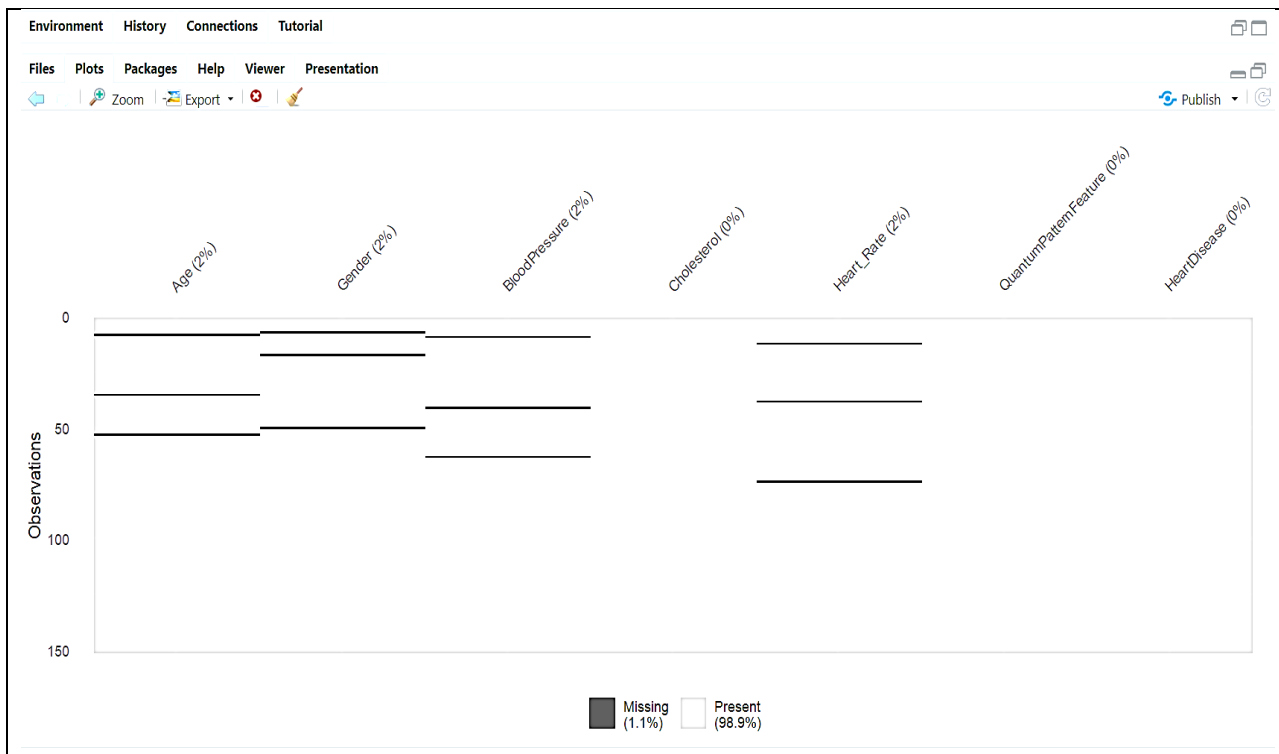 Environment History Connections Tutorial
Files Plots Packages Help Viewer Presentation
Zoom Export Publish
Age (2%)
Gender (2%)
BloodPressure (2%)
Cholesterol (0%)
Heart_Rate (2%)
QuantumPatternFeature (0%)
HeartDisease (0%)
0
50
100
150
Observations
Missing (1.1%)
Present (98.9%)